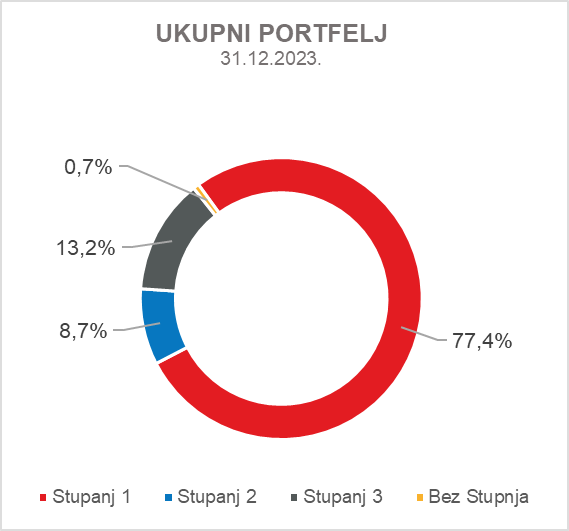 UKUPNI PORTFELJ
31.12.2023.
0,7%
13,2%
8,7%
77,4%
Stupanj 1 Stupanj 2 Stupanj 3 Bez Stupnja